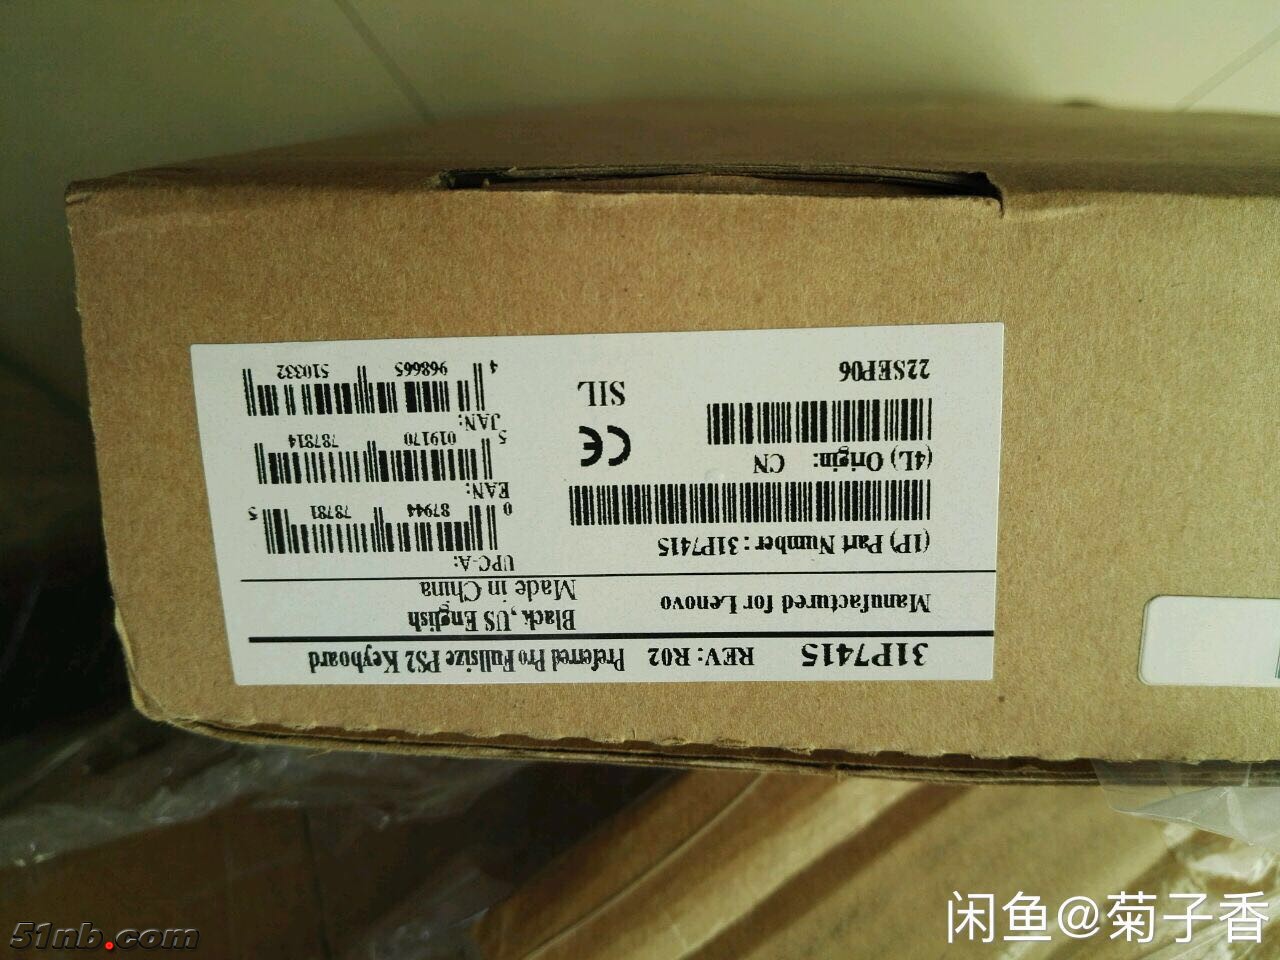 31P7415 REV: R02 Preferred Pro Fullsize PS2 Keyboard
Manufactured for Lenovo
Black, US English
Made in China
(1P) Part Number: 31P7415
(4L) Origin: CN
22SEP06
CE
SIL
UPC-A:
0 87944 78781 5
EAN:
5 019170 787814
JAN:
4 968665 510332
51nb.com
闲鱼@菊子香